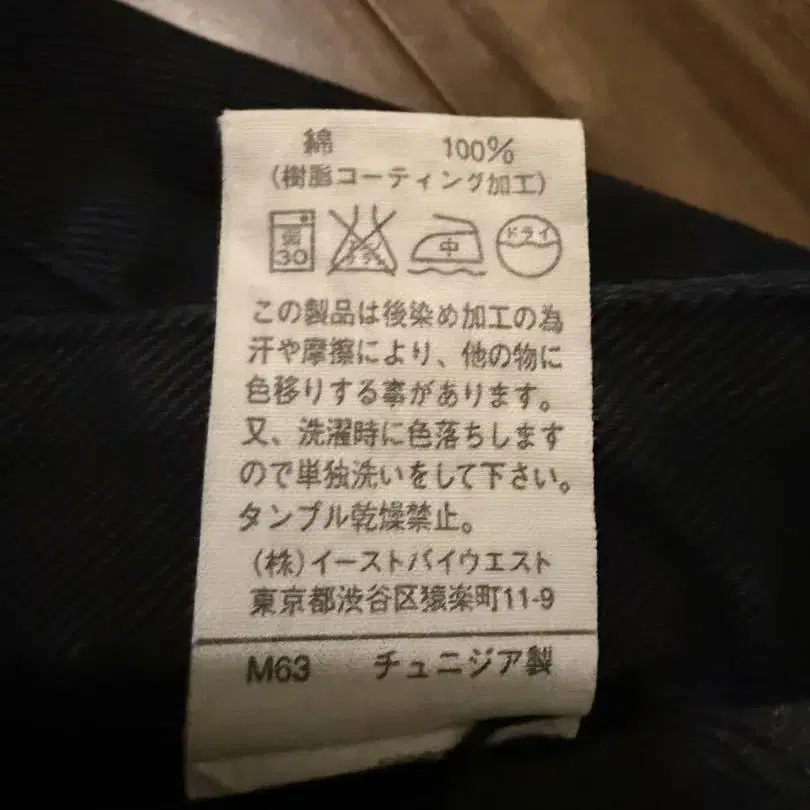 綿 100%
(樹脂コーティング加工)
弱 30 中 ドライ
この製品は後染め加工の為
汗や摩擦により、他の物に
色移りする事があります。
又、洗濯時に色落ちします
ので単独洗いをして下さい。
タンブル乾燥禁止。
(株)イーストバイウエスト
東京都渋谷区猿楽町11-9
M63 チュニジア製